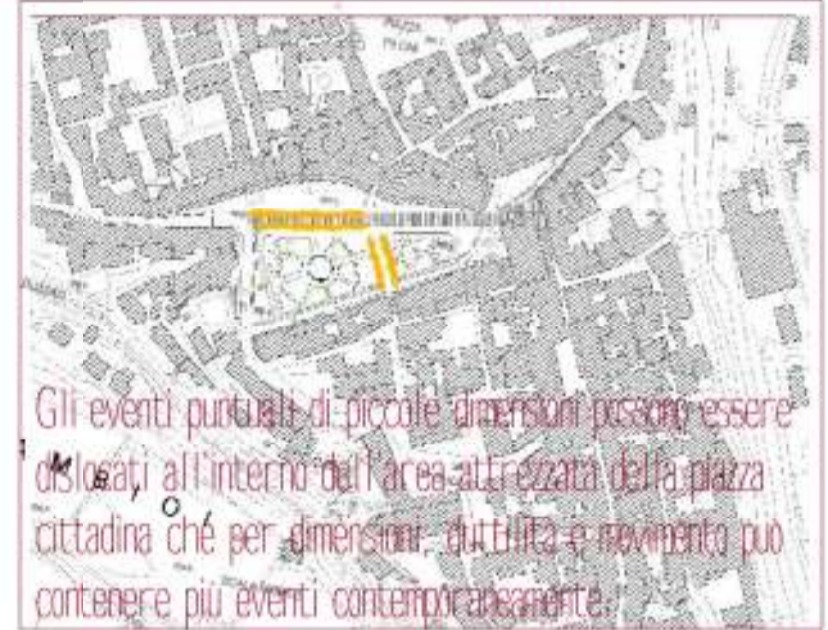 PIAZZA
Gli eventi puntuali di piccole dimensioni possono essere
dislocati all'interno dell'area attrezzata della piazza
cittadina che per dimensioni, duttilità e movimento può
contenere più eventi contemporaneamente.